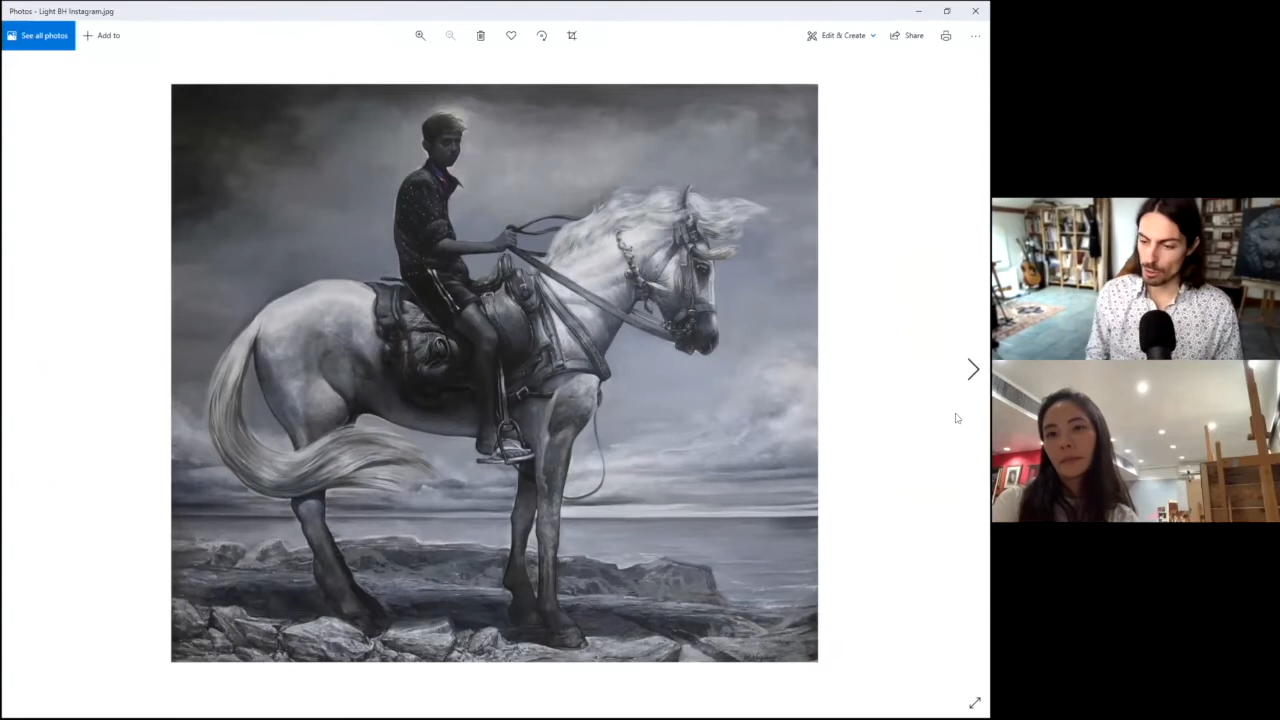 Photos - Light BH Instagram.jpg
See all photos
Add to
Edit & Create
Share